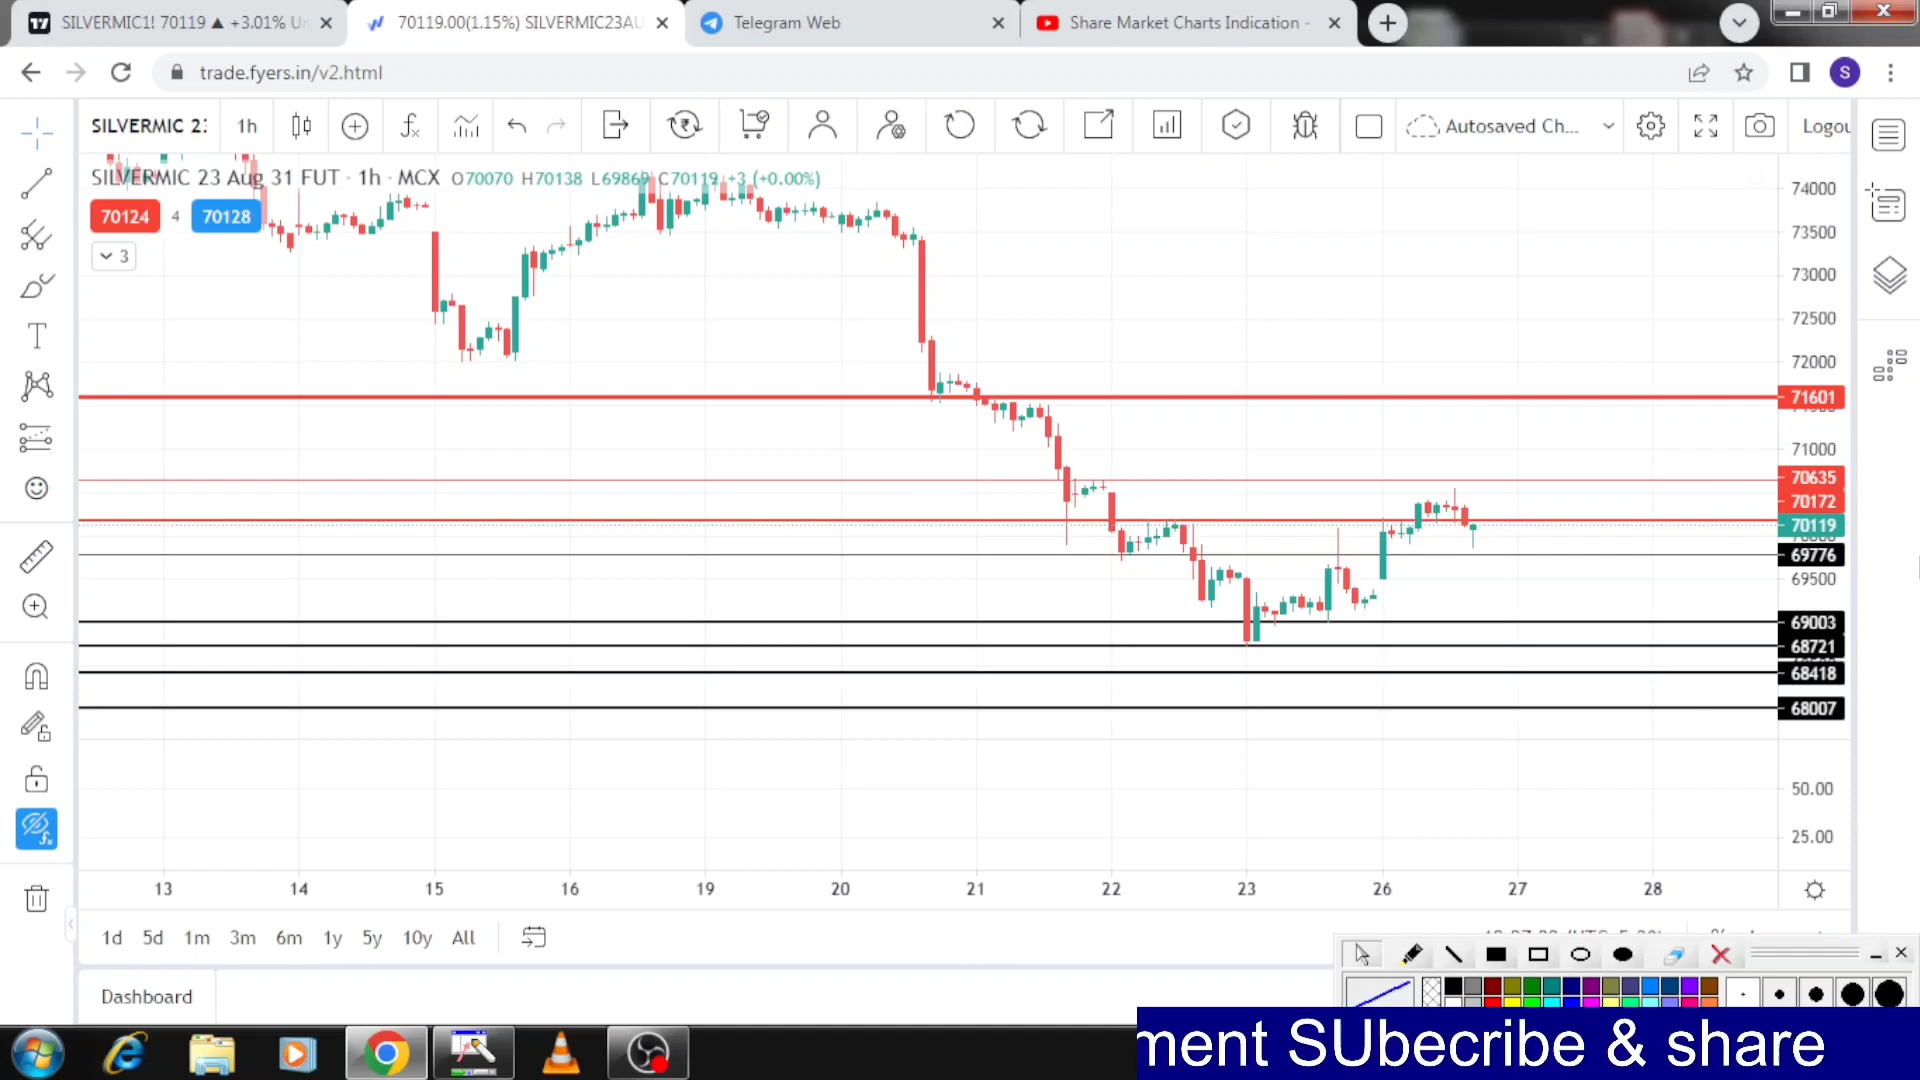 SILVERMIC1! 70119 ▲ +3.01% Un
70119.00(1.15%) SILVERMIC23AU
Telegram Web
Share Market Charts Indication -
trade.fyers.in/v2.html
S
SILVERMIC 23
1h
Autosaved Ch...
Logou
SILVERMIC 23 Aug 31 FUT · 1h · MCX O70070 H70138 L69869 C70119 +3 (+0.00%)
70124 4 70128
3
74000
73500
73000
72500
72000
71601
71000
70635
70172
70119
69776
69500
69003
68721
68418
68007
50.00
25.00
13 14 15 16 19 20 21 22 23 26 27 28
1d 5d 1m 3m 6m 1y 5y 10y All
Dashboard
ment SUbecribe & share